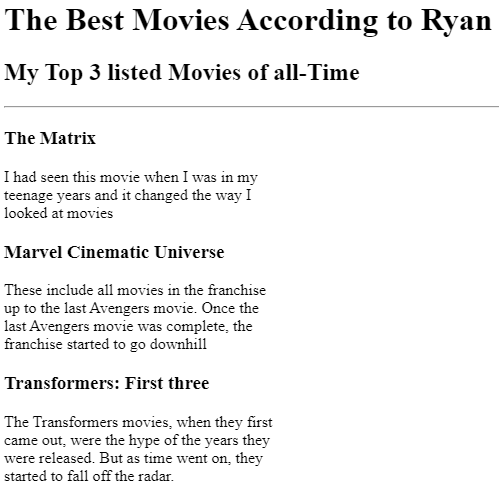 The Best Movies According to Ryan
My Top 3 listed Movies of all-Time
The Matrix
I had seen this movie when I was in my
teenage years and it changed the way I
looked at movies
Marvel Cinematic Universe
These include all movies in the franchise
up to the last Avengers movie. Once the
last Avengers movie was complete, the
franchise started to go downhill
Transformers: First three
The Transformers movies, when they first
came out, were the hype of the years they
were released. But as time went on, they
started to fall off the radar.